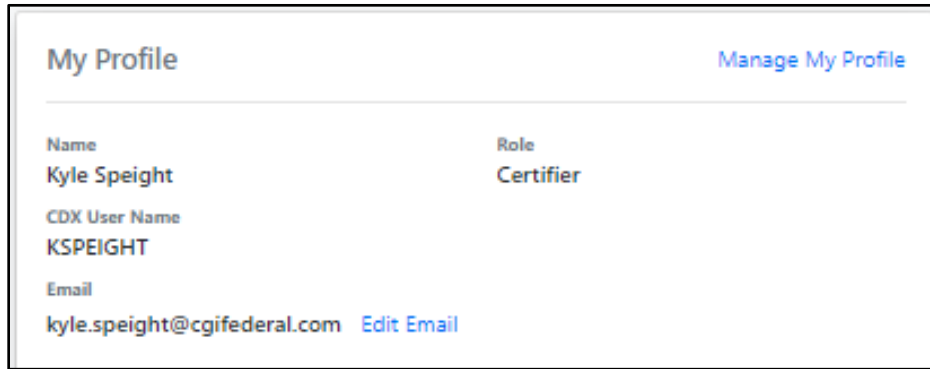 My Profile Manage My Profile
Name Role
Kyle Speight Certifier
CDX User Name
KSPEIGHT
Email
kyle.speight@cgifederal.com Edit Email